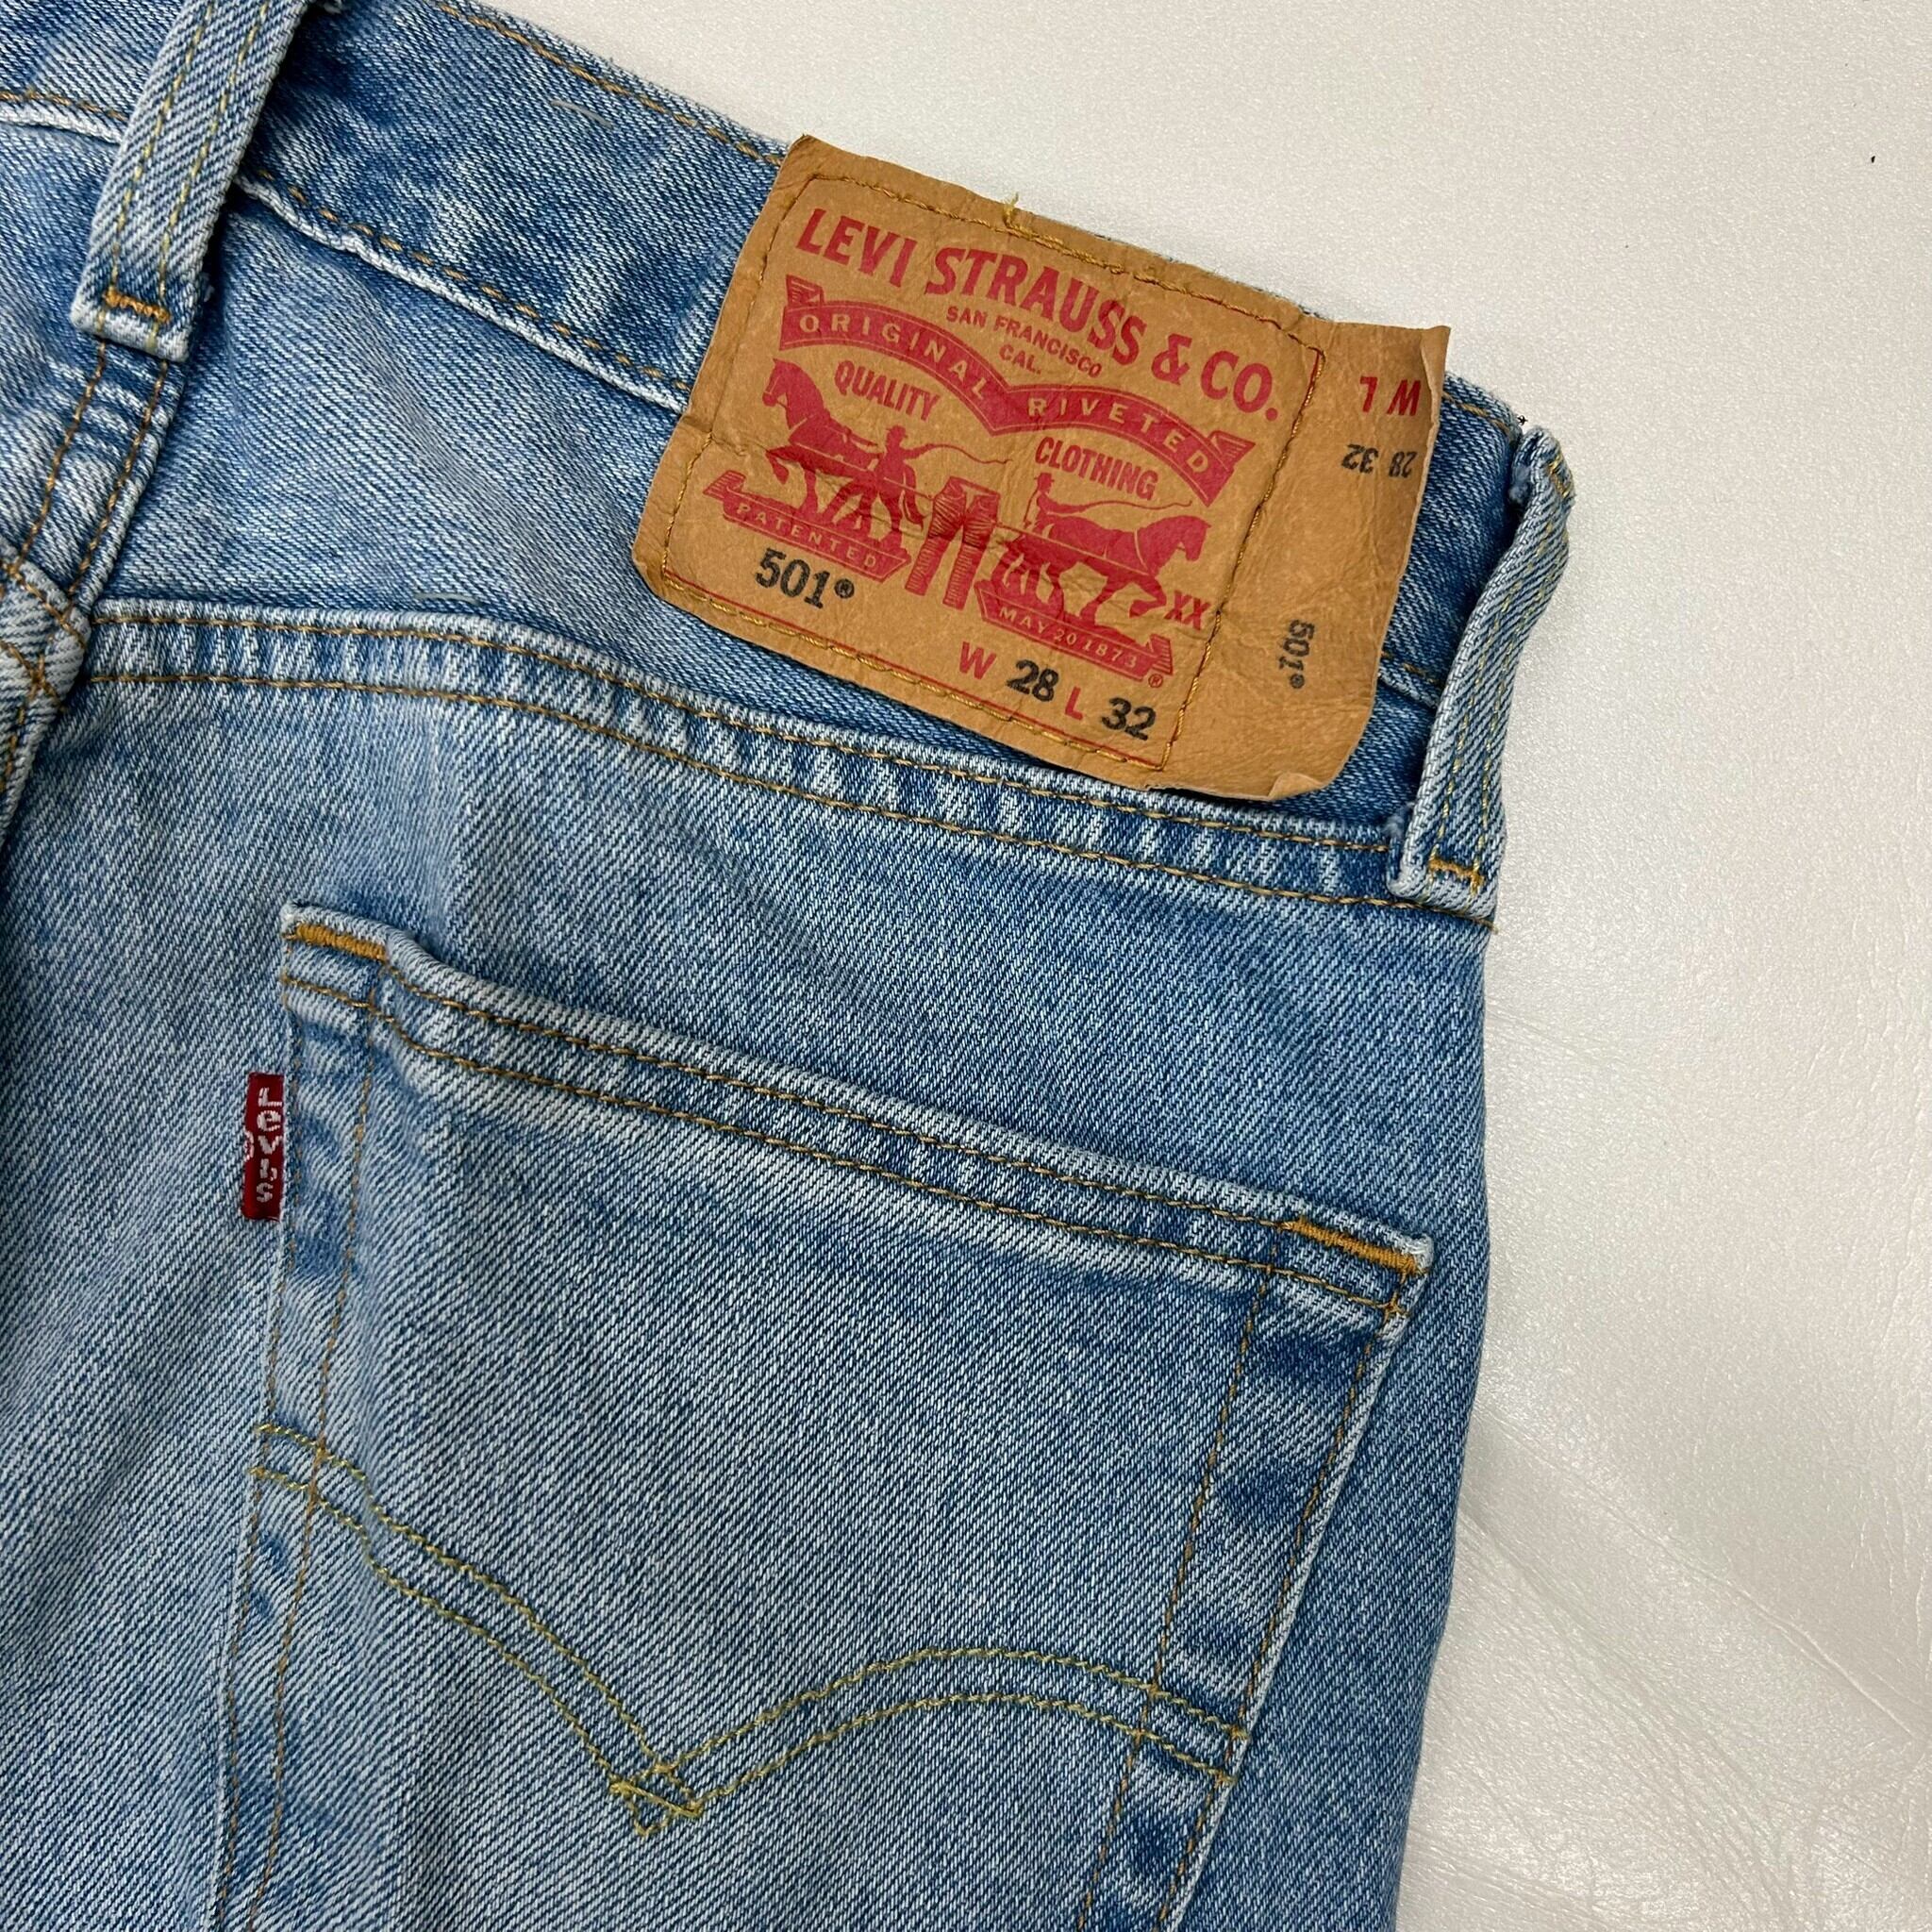 LEVI STRAUSS & CO.
SAN FRANCISCO
CAL.
ORIGINAL RIVETED
QUALITY
CLOTHING
PATENTED
XX
MAY 20 1873
®
501®
W 28 L 32
W L
28 32
501®
Levi's
®